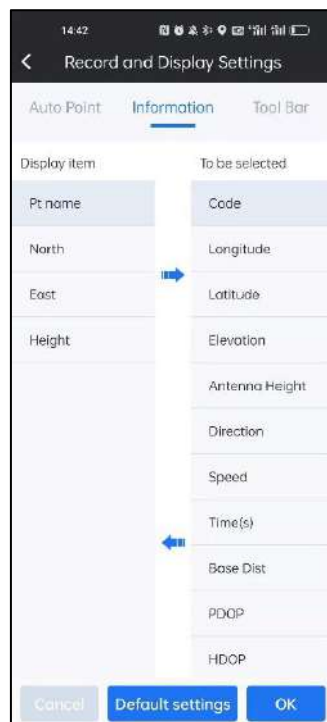 14:42
Record and Display Settings
Auto Point Information Tool Bar
Display item To be selected
Pt name Code
North Longitude
East Latitude
Height Elevation
Antenna Height
Direction
Speed
Time(s)
Base Dist
PDOP
HDOP
Cancel Default settings OK